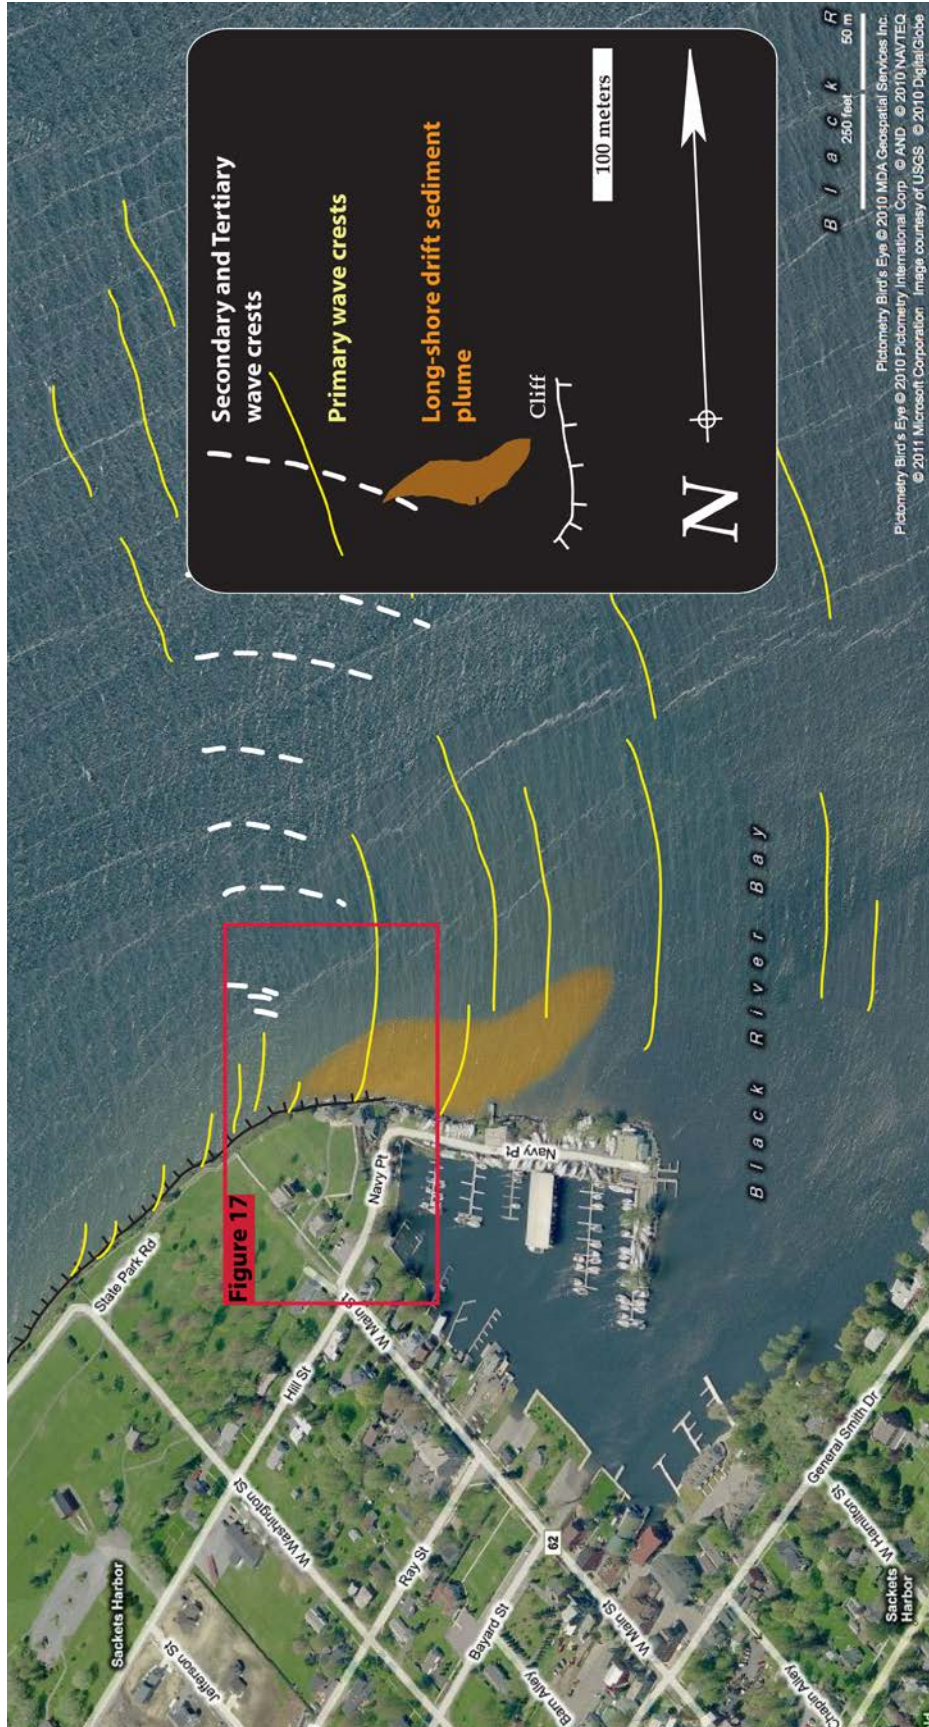 Secondary and Tertiary
wave crests
Primary wave crests
Long-shore drift sediment
plume
Cliff
100 meters
N
Figure 17
State Park Rd
Hill St
W Main St
Navy Pt
Navy Pt
W Washington St
Sackets Harbor
Jefferson St
Ray St
Bayard St
Barn Alley
62
W Main St
Chapin Alley
General Smith Dr
W Hamilton St
Sackets
Harbor
Black River Bay
Black R
250 feet 50 m
Pictometry Bird's Eye © 2010 MDA Geospatial Services Inc.
Pictometry Bird's Eye © 2010 Pictometry International Corp © AND © 2010 NAVTEQ
© 2011 Microsoft Corporation Image courtesy of USGS © 2010 DigitalGlobe